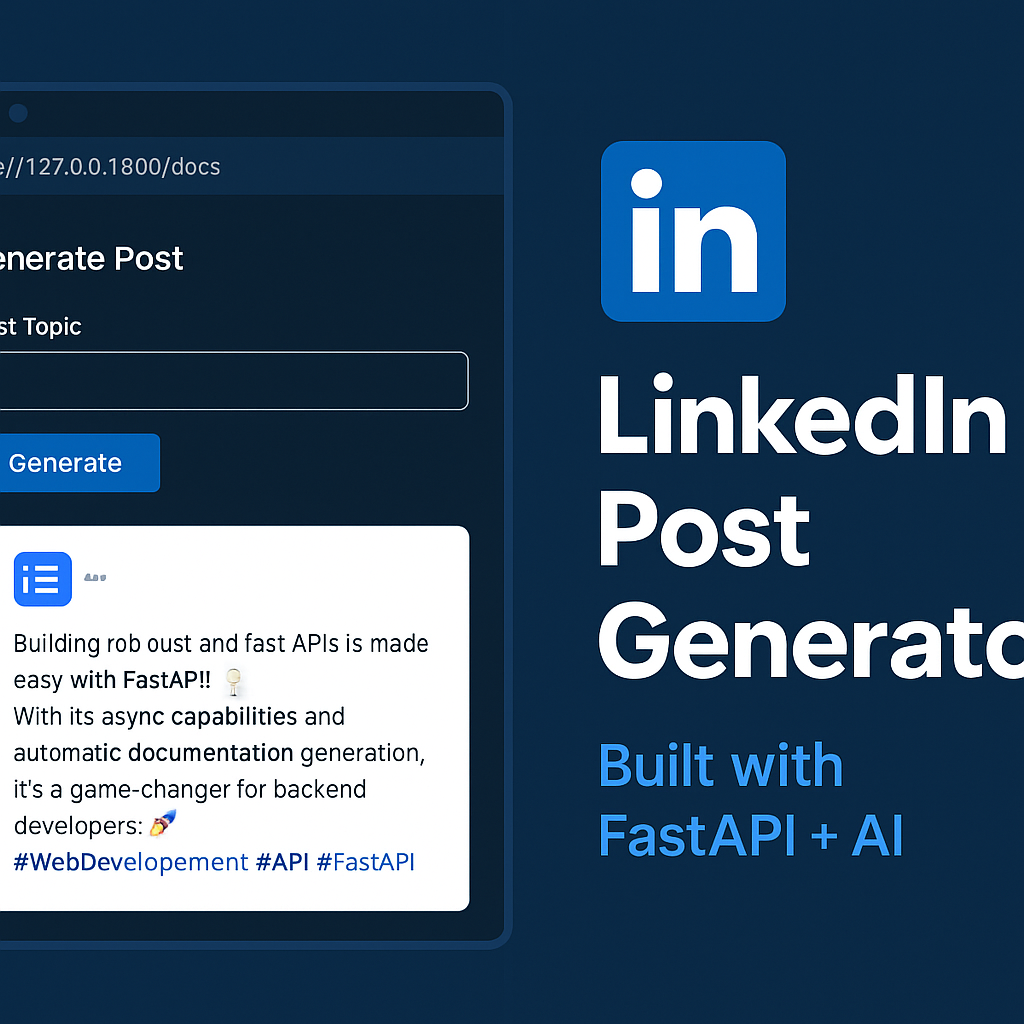 e//127.0.0.1800/docs
enerate Post
st Topic
Generate
Building rob oust and fast APIs is made
easy with FastAP!!
With its async capabilities and
automatic documentation generation,
it's a game-changer for backend
developers:
#WebDevelopement #API #FastAPI
in
LinkedIn
Post
Generato
Built with
FastAPI + AI